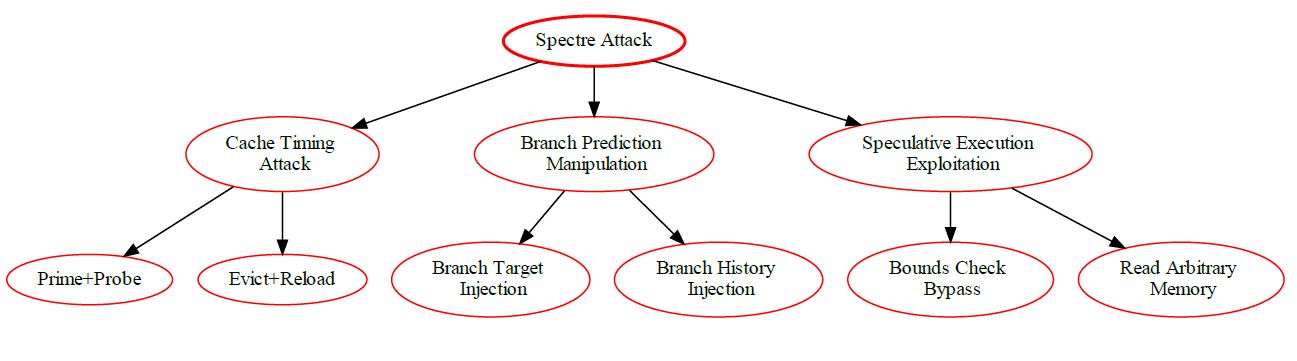 Spectre Attack
Cache Timing
Attack
Branch Prediction
Manipulation
Speculative Execution
Exploitation
Prime+Probe
Evict+Reload
Branch Target
Injection
Branch History
Injection
Bounds Check
Bypass
Read Arbitrary
Memory